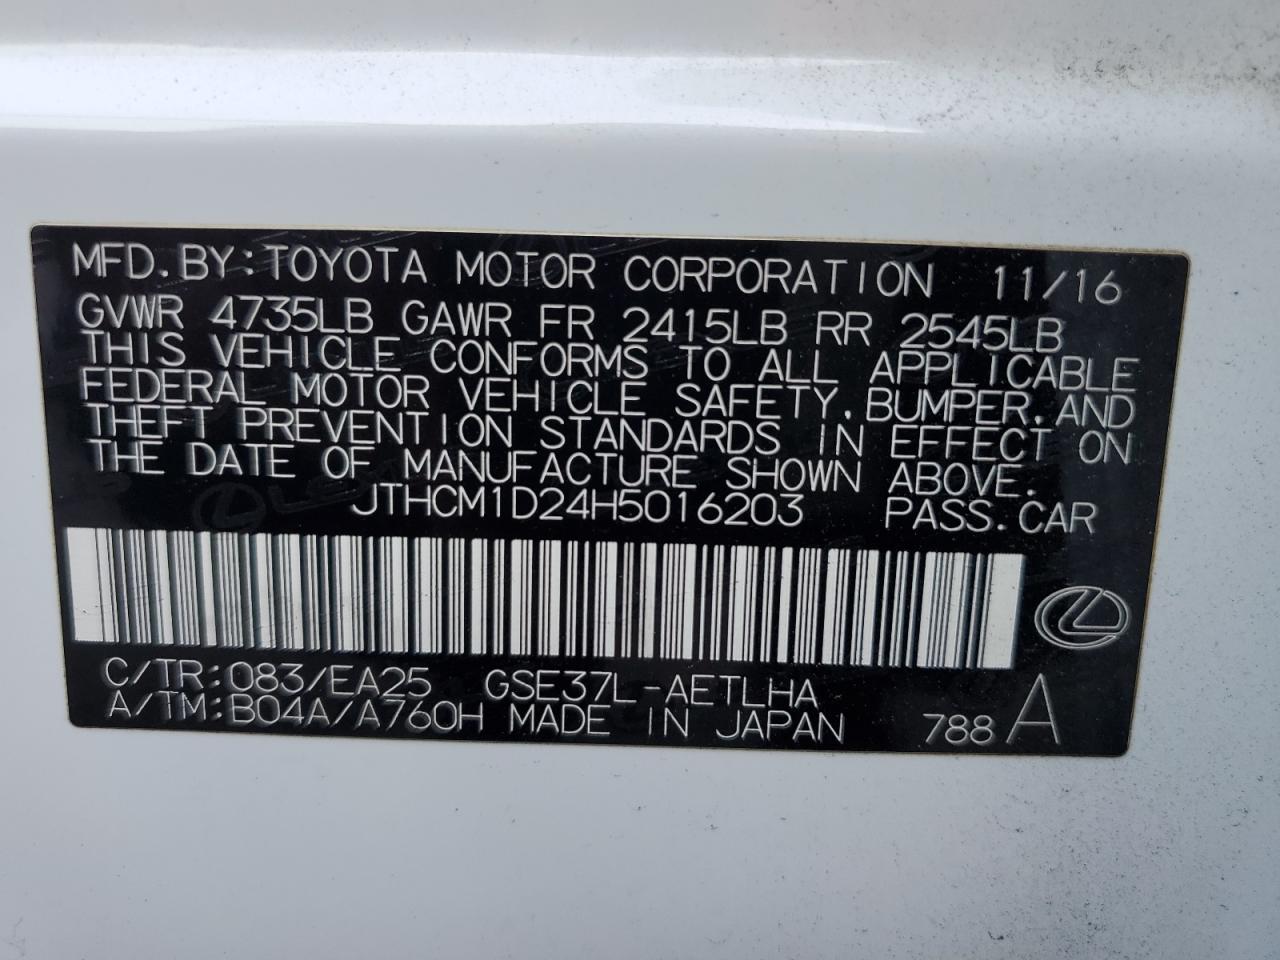 MFD. BY: TOYOTA MOTOR CORPORATION 11/16
GVWR 4735LB GAWR FR 2415LB RR 2545LB
THIS VEHICLE CONFORMS TO ALL APPLICABLE
FEDERAL MOTOR VEHICLE SAFETY, BUMPER, AND
THEFT PREVENTION STANDARDS IN EFFECT ON
THE DATE OF MANUFACTURE SHOWN ABOVE.
JTHCM1D24H5016203 PASS. CAR
C/TR: 083/EA25 GSE37L-AETLHA
A/TM: B04A/A760H MADE IN JAPAN 788 A